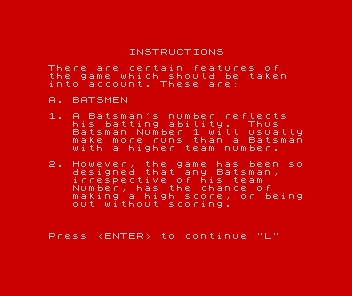 INSTRUCTIONS
There are certain features of
the game which should be taken
into account. These are:
A. BATSMEN
1. A Batsman's number reflects
his batting ability. Thus
Batsman Number 1 will usually
make more runs than a Batsman
with a higher team number.
2. However, the game has been so
designed that any Batsman,
irrespective of his team
Number, has the chance of
making a high score, or being
out without scoring.
Press <ENTER> to continue "L"